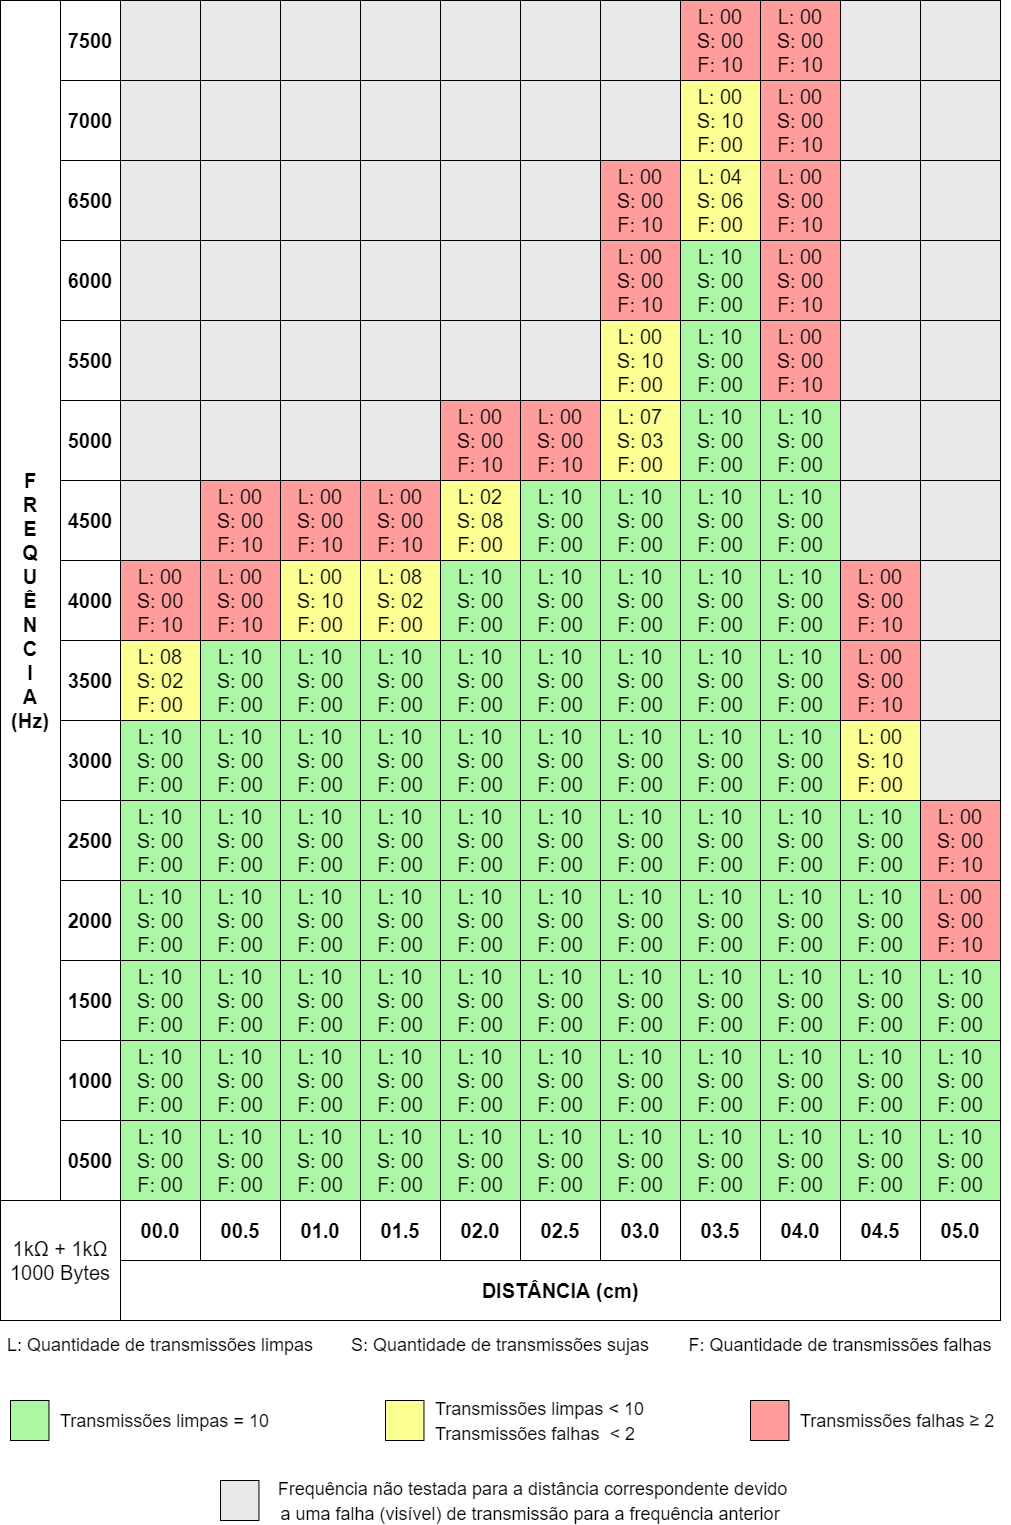 F
R
E
Q
U
Ê
N
C
I
A
(Hz)
L: 00 L: 00
7500 S: 00 S: 00
F: 10 F: 10
L: 00 L: 00
7000 S: 10 S: 00
F: 00 F: 10
L: 00 L: 04 L: 00
6500 S: 00 S: 06 S: 00
F: 10 F: 00 F: 10
L: 00 L: 10 L: 00
6000 S: 00 S: 00 S: 00
F: 10 F: 00 F: 10
L: 00 L: 10 L: 00
5500 S: 10 S: 00 S: 00
F: 00 F: 00 F: 10
L: 00 L: 00 L: 07 L: 10 L: 10
5000 S: 00 S: 00 S: 03 S: 00 S: 00
F: 10 F: 10 F: 00 F: 00 F: 00
L: 00 L: 00 L: 00 L: 02 L: 10 L: 10 L: 10 L: 10
4500 S: 00 S: 00 S: 00 S: 08 S: 00 S: 00 S: 00 S: 00
F: 10 F: 10 F: 10 F: 00 F: 00 F: 00 F: 00 F: 00
L: 00 L: 00 L: 00 L: 08 L: 10 L: 10 L: 10 L: 10 L: 10 L: 00
4000 S: 00 S: 00 S: 10 S: 02 S: 00 S: 00 S: 00 S: 00 S: 00 S: 00
F: 10 F: 10 F: 00 F: 00 F: 00 F: 00 F: 00 F: 00 F: 00 F: 10
L: 08 L: 10 L: 10 L: 10 L: 10 L: 10 L: 10 L: 10 L: 10 L: 00
3500 S: 02 S: 00 S: 00 S: 00 S: 00 S: 00 S: 00 S: 00 S: 00 S: 00
F: 00 F: 00 F: 00 F: 00 F: 00 F: 00 F: 00 F: 00 F: 00 F: 10
L: 10 L: 10 L: 10 L: 10 L: 10 L: 10 L: 10 L: 10 L: 10 L: 00
3000 S: 00 S: 00 S: 00 S: 00 S: 00 S: 00 S: 00 S: 00 S: 00 S: 10
F: 00 F: 00 F: 00 F: 00 F: 00 F: 00 F: 00 F: 00 F: 00 F: 00
L: 10 L: 10 L: 10 L: 10 L: 10 L: 10 L: 10 L: 10 L: 10 L: 10 L: 00
2500 S: 00 S: 00 S: 00 S: 00 S: 00 S: 00 S: 00 S: 00 S: 00 S: 00 S: 00
F: 00 F: 00 F: 00 F: 00 F: 00 F: 00 F: 00 F: 00 F: 00 F: 00 F: 10
L: 10 L: 10 L: 10 L: 10 L: 10 L: 10 L: 10 L: 10 L: 10 L: 10 L: 00
2000 S: 00 S: 00 S: 00 S: 00 S: 00 S: 00 S: 00 S: 00 S: 00 S: 00 S: 00
F: 00 F: 00 F: 00 F: 00 F: 00 F: 00 F: 00 F: 00 F: 00 F: 00 F: 10
L: 10 L: 10 L: 10 L: 10 L: 10 L: 10 L: 10 L: 10 L: 10 L: 10 L: 10
1500 S: 00 S: 00 S: 00 S: 00 S: 00 S: 00 S: 00 S: 00 S: 00 S: 00 S: 00
F: 00 F: 00 F: 00 F: 00 F: 00 F: 00 F: 00 F: 00 F: 00 F: 00 F: 00
L: 10 L: 10 L: 10 L: 10 L: 10 L: 10 L: 10 L: 10 L: 10 L: 10 L: 10
1000 S: 00 S: 00 S: 00 S: 00 S: 00 S: 00 S: 00 S: 00 S: 00 S: 00 S: 00
F: 00 F: 00 F: 00 F: 00 F: 00 F: 00 F: 00 F: 00 F: 00 F: 00 F: 00
L: 10 L: 10 L: 10 L: 10 L: 10 L: 10 L: 10 L: 10 L: 10 L: 10 L: 10
0500 S: 00 S: 00 S: 00 S: 00 S: 00 S: 00 S: 00 S: 00 S: 00 S: 00 S: 00
F: 00 F: 00 F: 00 F: 00 F: 00 F: 00 F: 00 F: 00 F: 00 F: 00 F: 00
1kΩ + 1kΩ
1000 Bytes
00.0 00.5 01.0 01.5 02.0 02.5 03.0 03.5 04.0 04.5 05.0
DISTÂNCIA (cm)
L: Quantidade de transmissões limpas S: Quantidade de transmissões sujas F: Quantidade de transmissões falhas
Transmissões limpas = 10
Transmissões limpas < 10
Transmissões falhas < 2
Transmissões falhas ≥ 2
Frequência não testada para a distância correspondente devido
a uma falha (visível) de transmissão para a frequência anterior